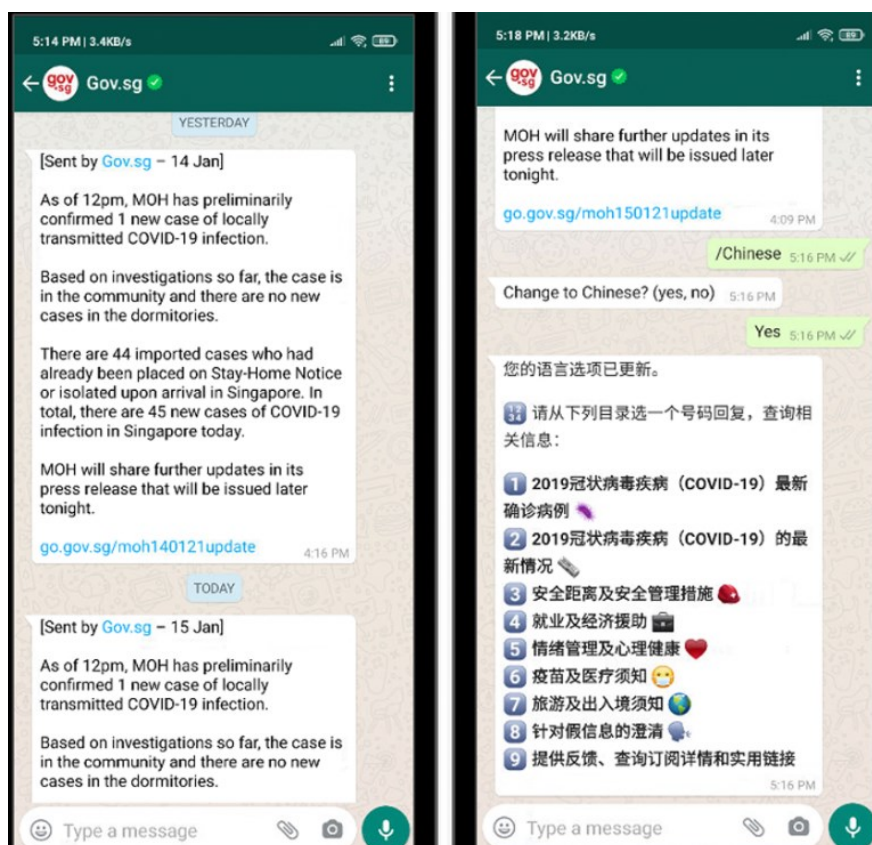 5:14 PM | 3.4KB/s
89
gov.sg
Gov.sg
YESTERDAY
[Sent by Gov.sg – 14 Jan]
As of 12pm, MOH has preliminarily
confirmed 1 new case of locally
transmitted COVID-19 infection.
Based on investigations so far, the case is
in the community and there are no new
cases in the dormitories.
There are 44 imported cases who had
already been placed on Stay-Home Notice
or isolated upon arrival in Singapore. In
total, there are 45 new cases of COVID-19
infection in Singapore today.
MOH will share further updates in its
press release that will be issued later
tonight.
go.gov.sg/moh140121update
4:16 PM
TODAY
[Sent by Gov.sg – 15 Jan]
As of 12pm, MOH has preliminarily
confirmed 1 new case of locally
transmitted COVID-19 infection.
Based on investigations so far, the case is
in the community and there are no new
cases in the dormitories.
Type a message
5:18 PM | 3.2KB/s
89
gov.sg
Gov.sg
MOH will share further updates in its
press release that will be issued later
tonight.
go.gov.sg/moh150121update
4:09 PM
/Chinese 5:16 PM
Change to Chinese? (yes, no) 5:16 PM
Yes 5:16 PM
您的语言选项已更新。
🔢 请从下列目录选一个号码回复，查询相
关信息：
1 2019冠状病毒疾病（COVID-19）最新
确诊病例
2 2019冠状病毒疾病（COVID-19）的最
新情况
3 安全距离及安全管理措施
4 就业及经济援助
5 情绪管理及心理健康
6 疫苗及医疗须知
7 旅游及出入境须知
8 针对假信息的澄清
9 提供反馈、查询订阅详情和实用链接
5:16 PM
Type a message